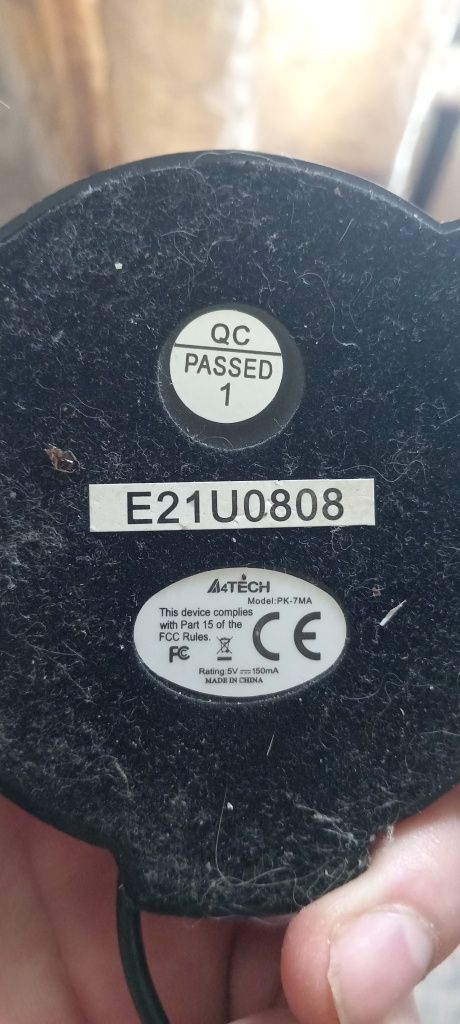 QC
PASSED
1
E21U0808
A4TECH
Model:PK-7MA
This device complies
with Part 15 of the
FCC Rules.
FC CE
Rating:5V⎓150mA
MADE IN CHINA